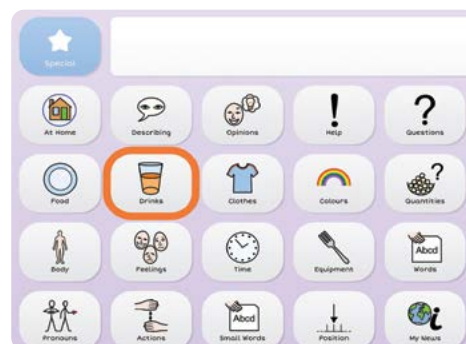 Special
At Home
Describing
Opinions
Help
Questions
Food
Drinks
Clothes
Colours
Quantities
Body
Feelings
Time
Equipment
Abcd
Words
Pronouns
Actions
Abcd
Small Words
Position
My News